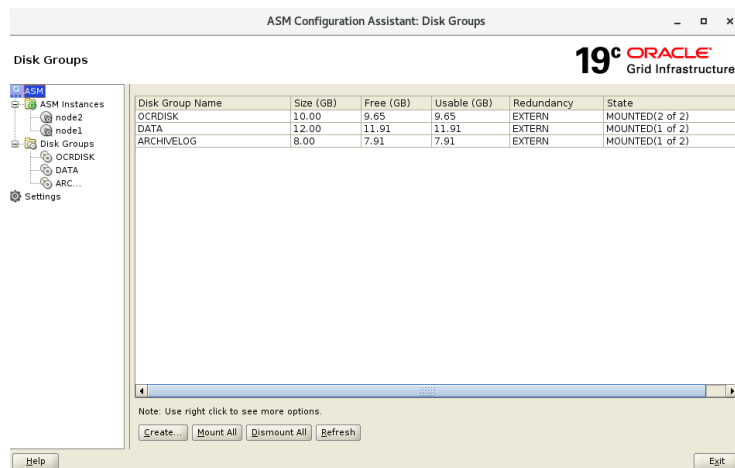 ASM Configuration Assistant: Disk Groups
Disk Groups
19c ORACLE
Grid Infrastructure
ASM
ASM Instances
node2
node1
Disk Groups
OCRDISK
DATA
ARC...
Settings
Disk Group Name Size (GB) Free (GB) Usable (GB) Redundancy State
OCRDISK 10.00 9.65 9.65 EXTERN MOUNTED(2 of 2)
DATA 12.00 11.91 11.91 EXTERN MOUNTED(1 of 2)
ARCHIVELOG 8.00 7.91 7.91 EXTERN MOUNTED(1 of 2)
Note: Use right click to see more options.
Create... Mount All Dismount All Refresh
Help Exit